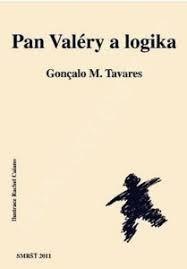 Pan Valéry a logika
Gonçalo M. Tavares
Ilustrace Rachel Caiano
SMRŠŤ 2011